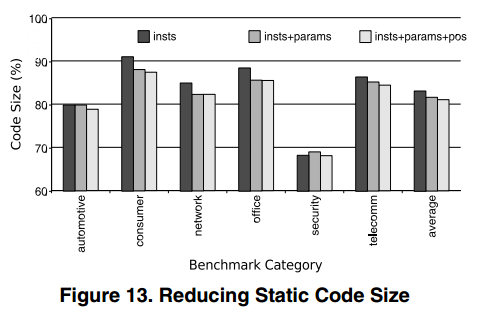 100
90
80
70
60
Code Size (%)
insts
insts+params
insts+params+pos
automotive
consumer
network
office
security
telecomm
average
Benchmark Category
Figure 13. Reducing Static Code Size